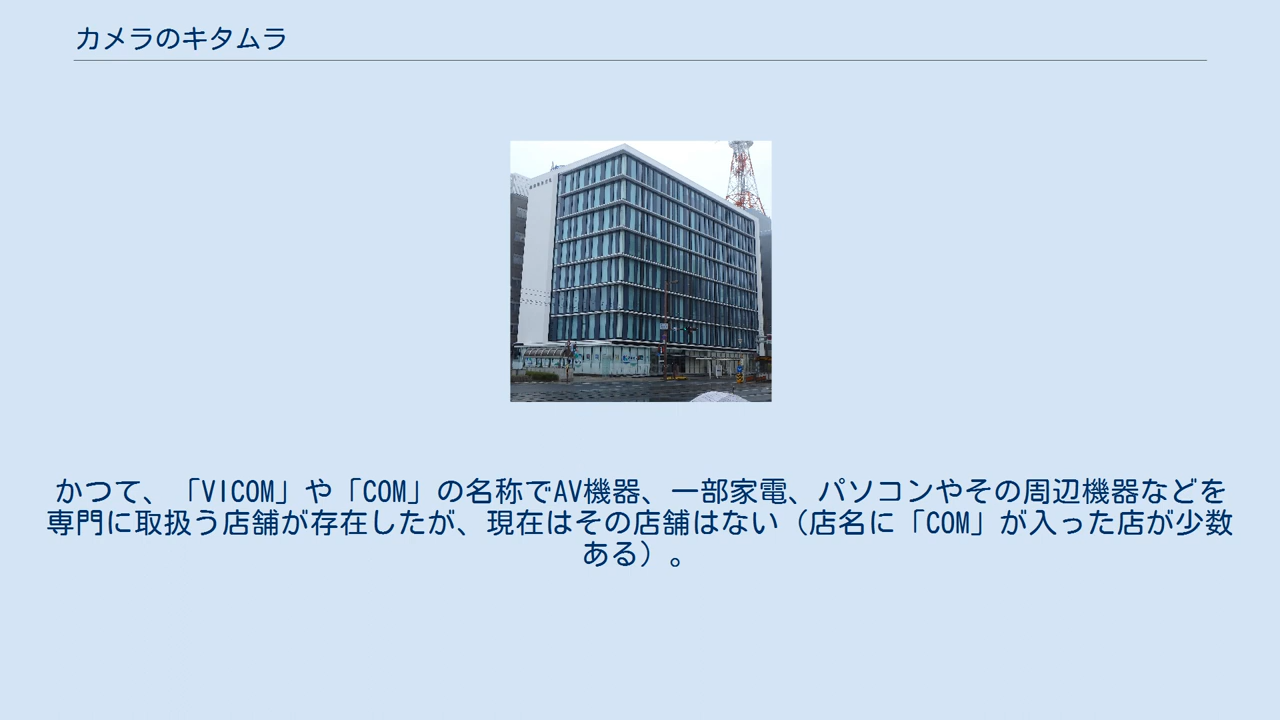 カメラのキタムラ
かつて、「VICOM」や「COM」の名称でAV機器、一部家電、パソコンやその周辺機器などを
専門に取扱う店舗が存在したが、現在はその店舗はない（店名に「COM」が入った店が少数
ある）。